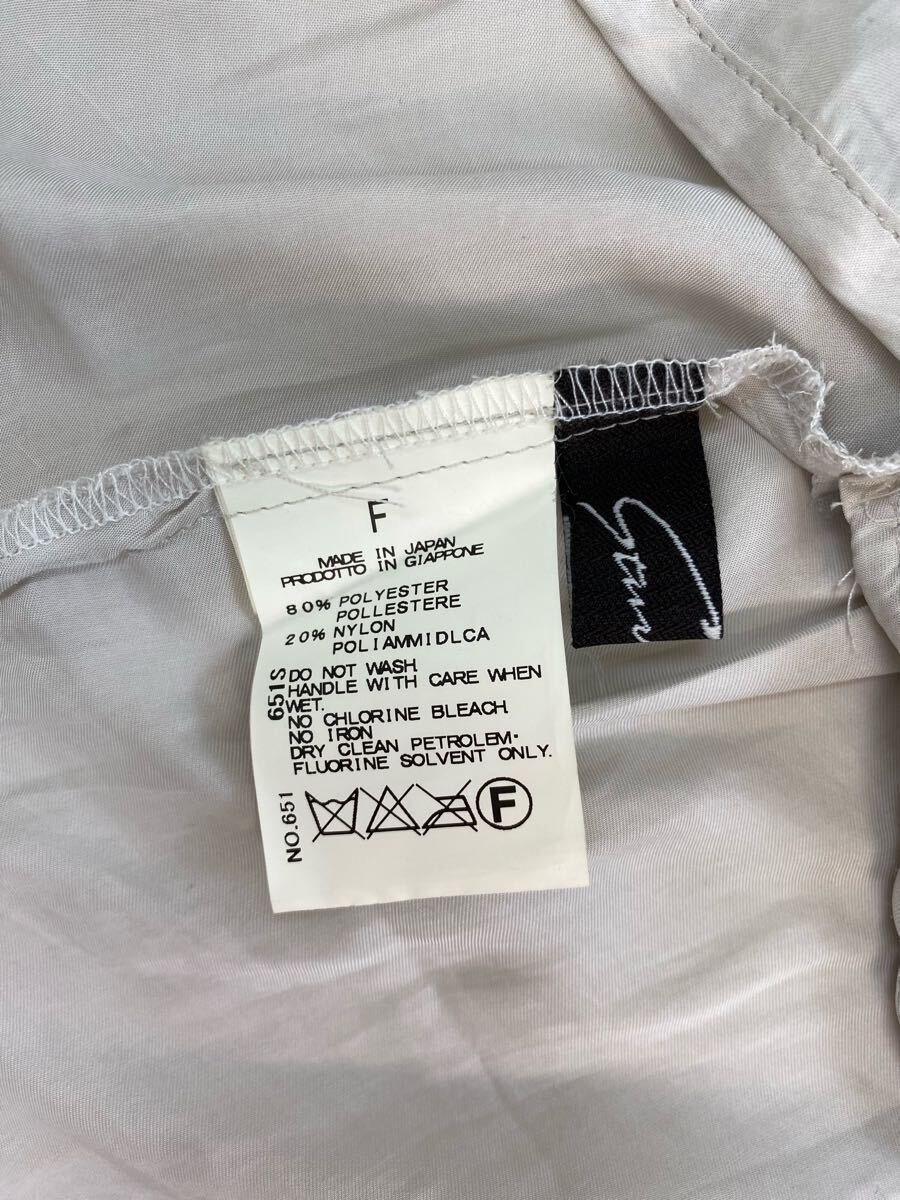 F
MADE IN JAPAN
PRODOTTO IN GIAPPONE
80% POLYESTER
POLLESTERE
20% NYLON
POLIAMMIDLCA
651S
DO NOT WASH
HANDLE WITH CARE WHEN
WET.
NO CHLORINE BLEACH
NO IRON
DRY CLEAN PETROLEM・
FLUORINE SOLVENT ONLY.
NO.651
F